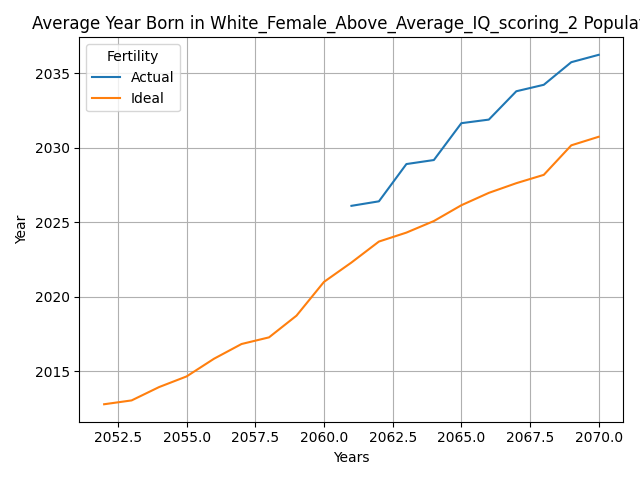 Average Year Born in White_Female_Above_Average_IQ_scoring_2 Populat
Fertility
Actual
Ideal
2035
2030
2025
2020
2015
Year
2052.5 2055.0 2057.5 2060.0 2062.5 2065.0 2067.5 2070.0
Years